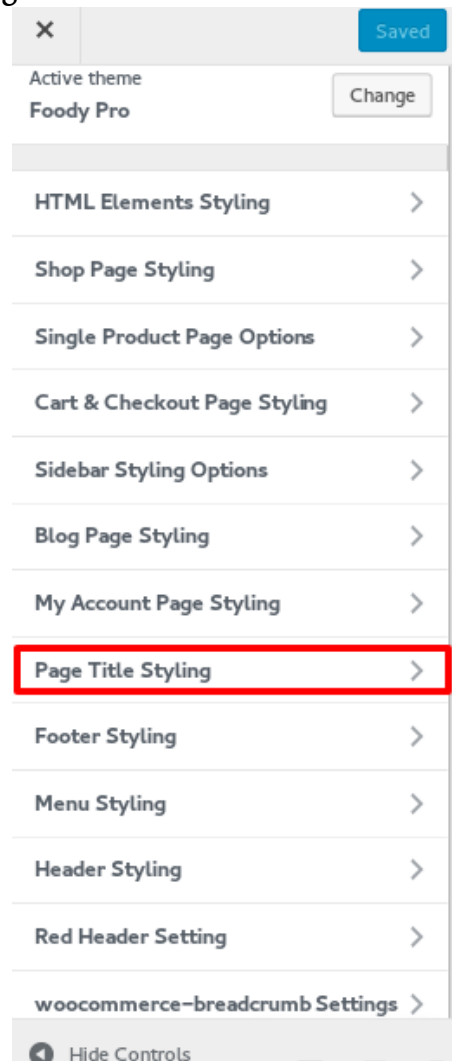 Saved
Active theme
Foody Pro
Change
HTML Elements Styling
Shop Page Styling
Single Product Page Options
Cart & Checkout Page Styling
Sidebar Styling Options
Blog Page Styling
My Account Page Styling
Page Title Styling
Footer Styling
Menu Styling
Header Styling
Red Header Setting
woocommerce-breadcrumb Settings
Hide Controls